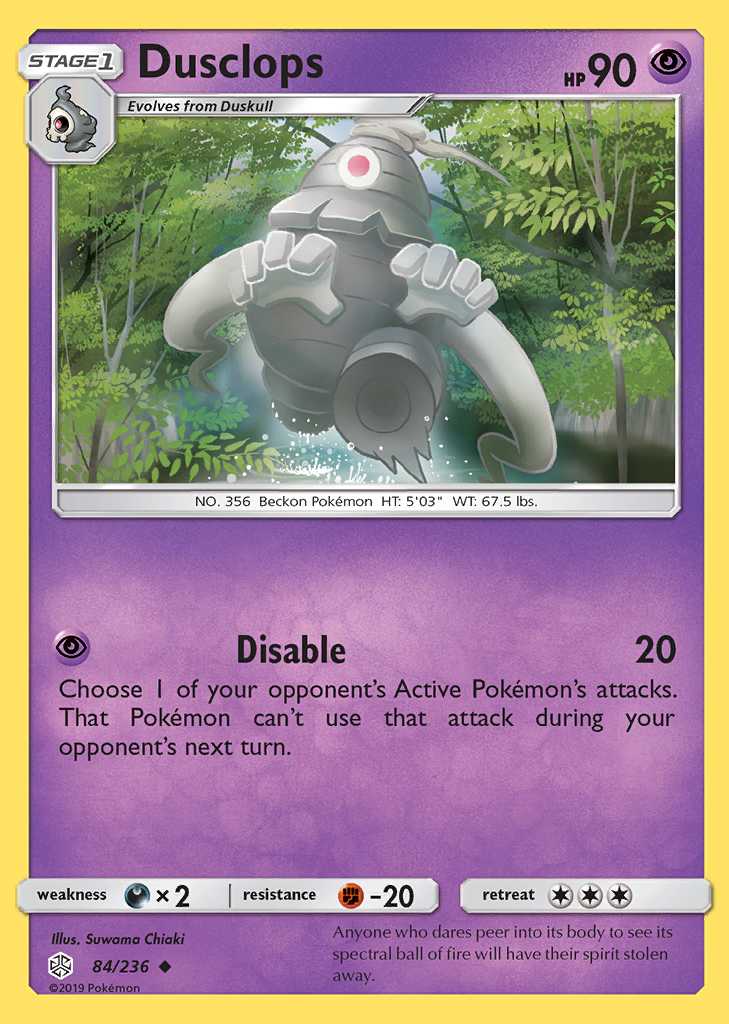 STAGE1 Dusclops HP90
Evolves from Duskull
NO. 356 Beckon Pokémon HT: 5'03" WT: 67.5 lbs.
Disable 20
Choose 1 of your opponent's Active Pokémon's attacks.
That Pokémon can't use that attack during your
opponent's next turn.
weakness ×2 resistance -20 retreat
Illus. Suwama Chiaki
84/236
©2019 Pokémon
Anyone who dares peer into its body to see its
spectral ball of fire will have their spirit stolen
away.